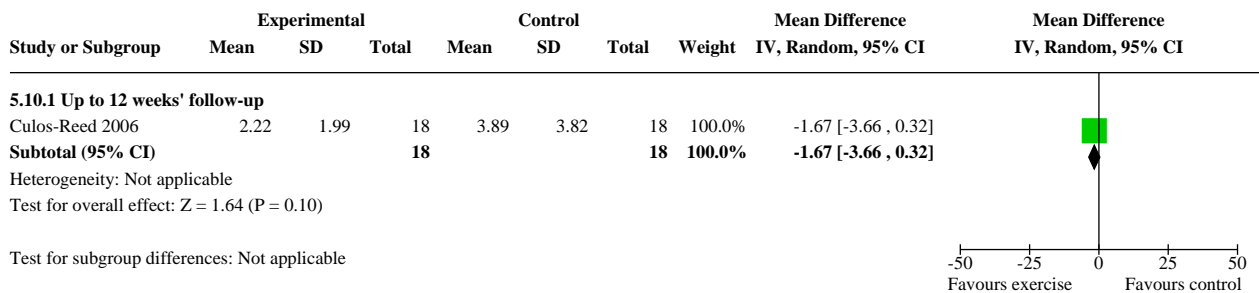 Experimental Control Mean Difference Mean Difference
Study or Subgroup Mean SD Total Mean SD Total Weight IV, Random, 95% CI IV, Random, 95% CI
5.10.1 Up to 12 weeks' follow-up
Culos-Reed 2006 2.22 1.99 18 3.89 3.82 18 100.0% -1.67 [-3.66 , 0.32]
Subtotal (95% CI) 18 18 100.0% -1.67 [-3.66 , 0.32]
Heterogeneity: Not applicable
Test for overall effect: Z = 1.64 (P = 0.10)
Test for subgroup differences: Not applicable
-50 -25 0 25 50
Favours exercise Favours control